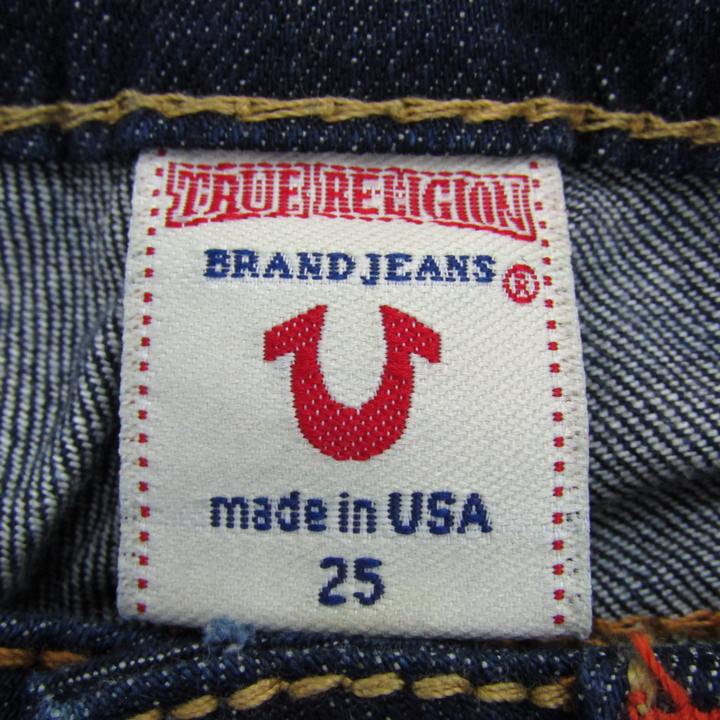 TRUE RELIGION
BRAND JEANS ®
made in USA
25